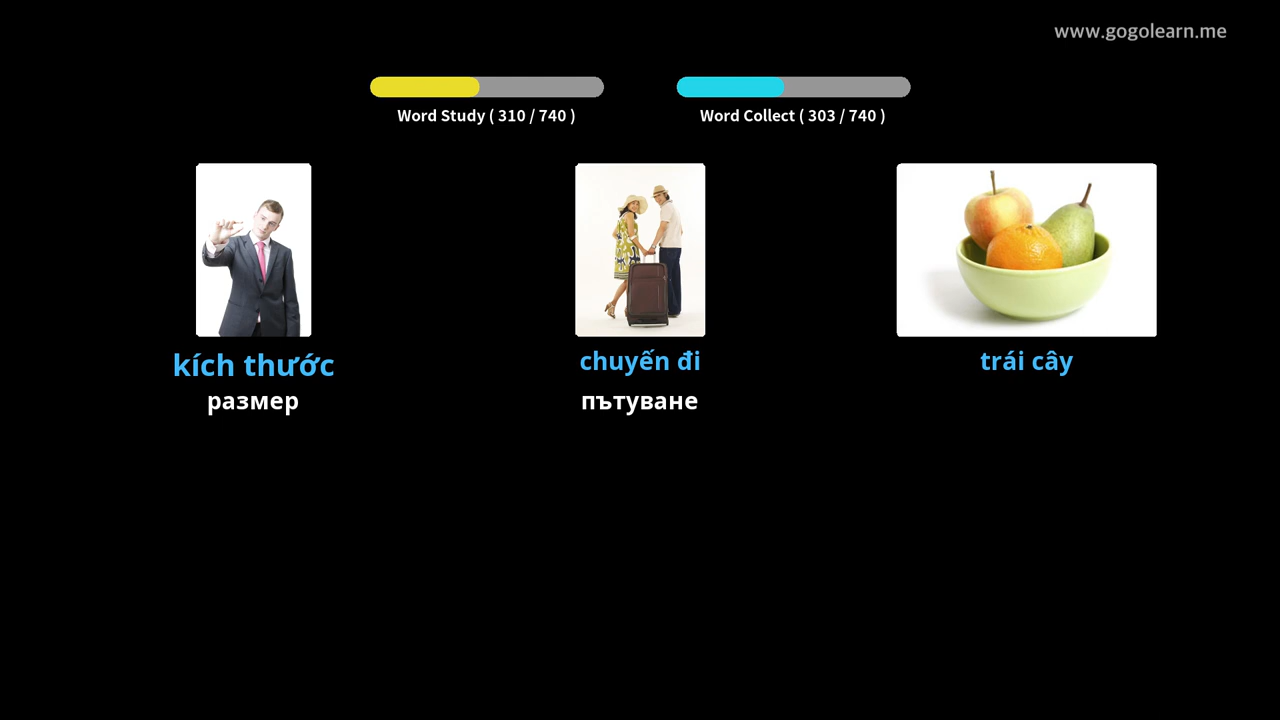 www.gogolearn.me
Word Study ( 310 / 740 )
Word Collect ( 303 / 740 )
kích thước
размер
chuyến đi
пътуване
trái cây